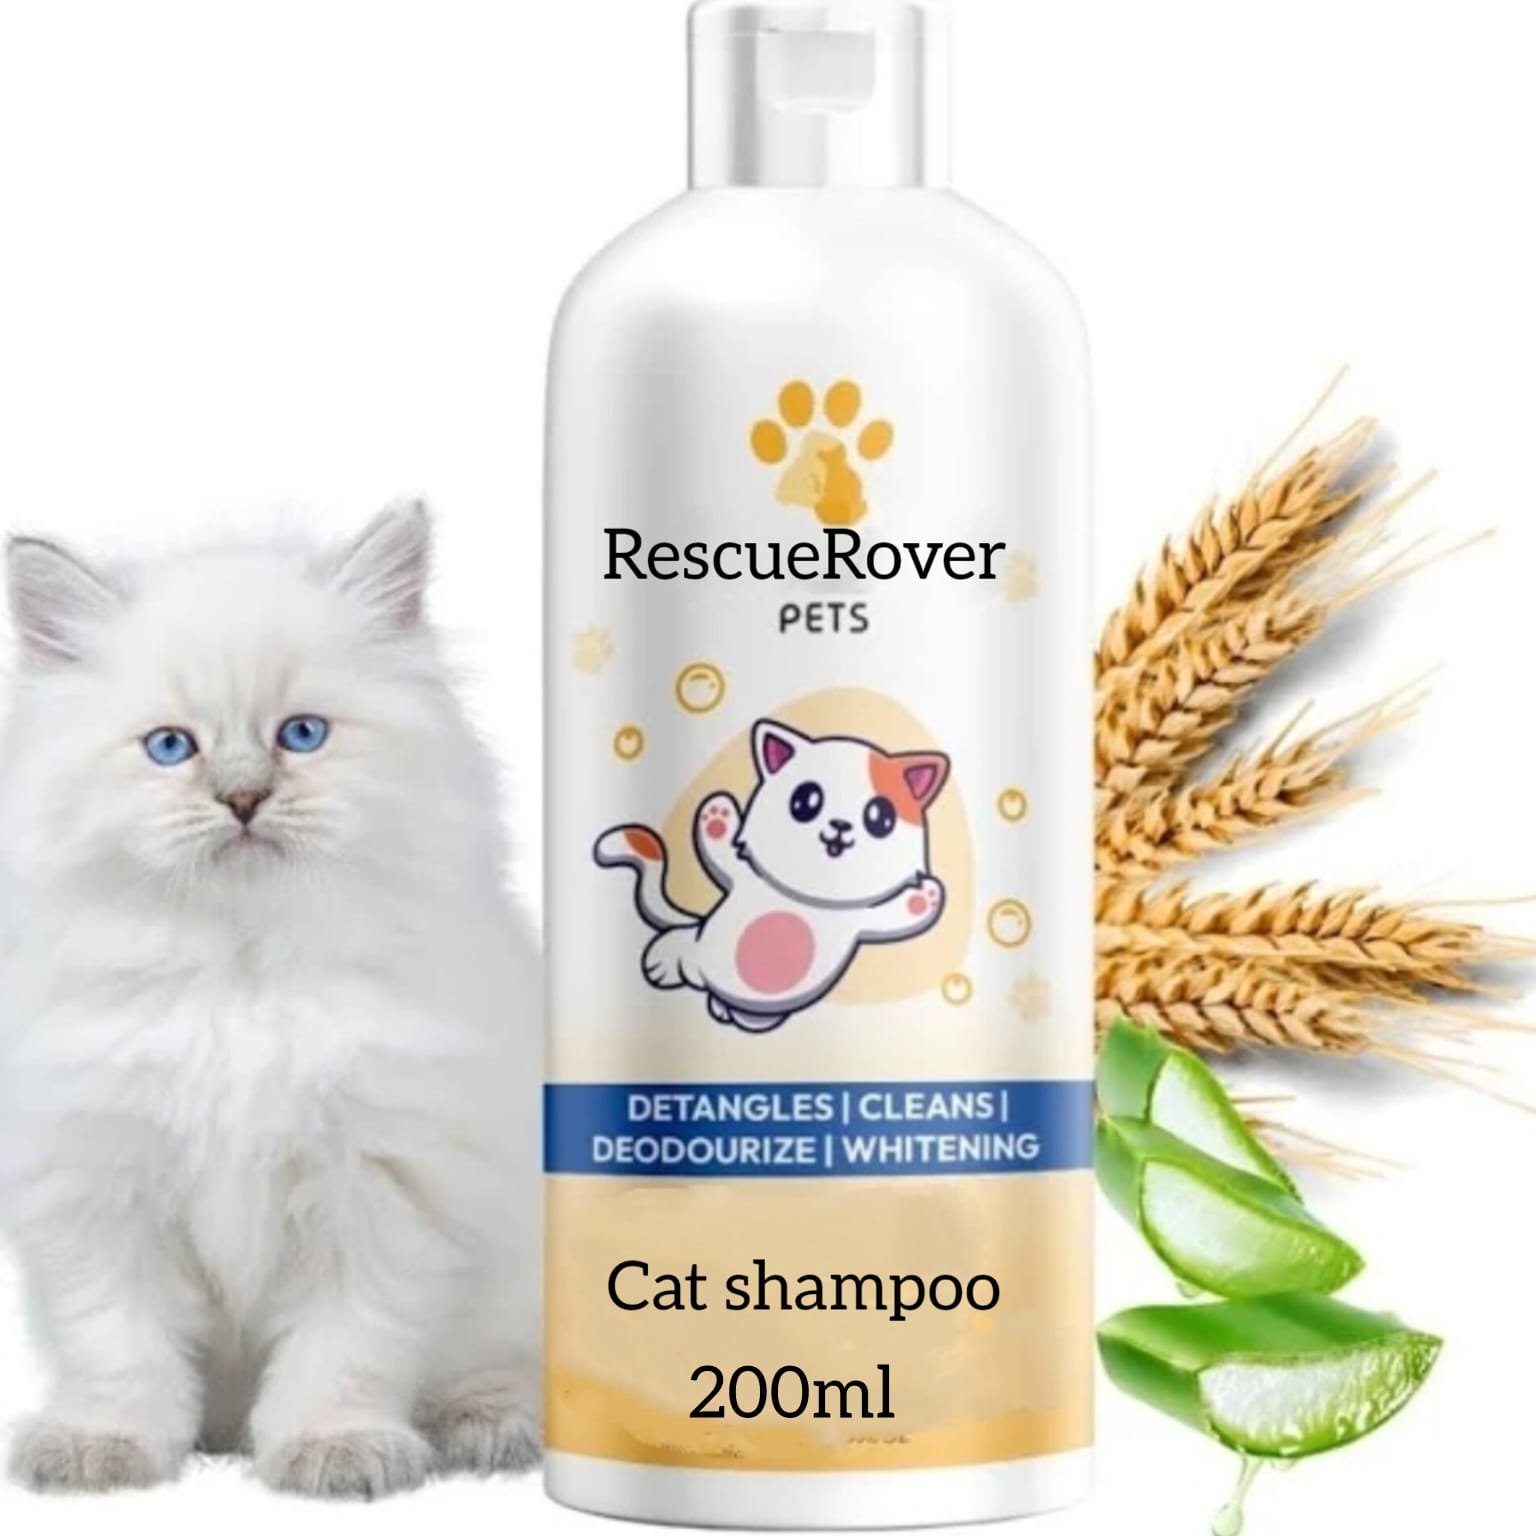 RescueRover
PETS
DETANGLES | CLEANS |
DEODOURIZE | WHITENING
Cat shampoo
200ml